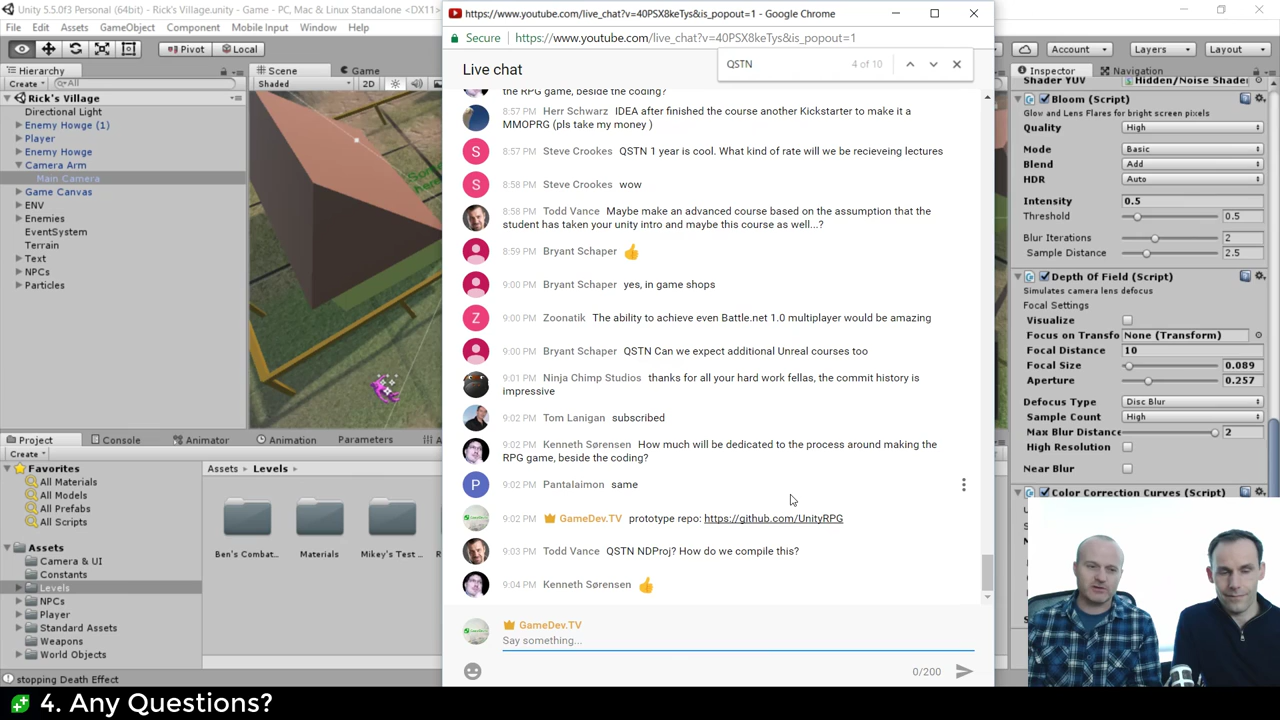 Unity 5.5.0f3 Personal (64bit) - Rick's Village.unity - Game - PC, Mac & Linux Standalone <DX11>
File Edit Assets GameObject Component Mobile Input Window
Pivot Local
Account Layers Layout
https://www.youtube.com/live_chat?v=40PSX8keTys&is_popout=1 - Google Chrome
Secure https://www.youtube.com/live_chat?v=40PSX8keTys&is_popout=1
QSTN 4 of 10
Hierarchy
Create All
Rick's Village
Directional Light
Enemy Howge (1)
Player
Enemy Howge
Camera Arm
Main Camera
Game Canvas
ENV
Enemies
EventSystem
Terrain
Text
NPCs
Particles
Scene Game
Shaded 2D
Live chat
the RPG game, beside the coding?
8:57 PM Herr Schwarz IDEA after finished the course another Kickstarter to make it a
MMOPRG (pls take my money )
8:57 PM Steve Crookes QSTN 1 year is cool. What kind of rate will we be recieveing lectures
8:58 PM Steve Crookes wow
8:58 PM Todd Vance Maybe make an advanced course based on the assumption that the
student has taken your unity intro and maybe this course as well...?
8:59 PM Bryant Schaper 👍
9:00 PM Bryant Schaper yes, in game shops
9:00 PM Zoonatik The ability to achieve even Battle.net 1.0 multiplayer would be amazing
9:00 PM Bryant Schaper QSTN Can we expect additional Unreal courses too
9:01 PM Ninja Chimp Studios thanks for all your hard work fellas, the commit history is
impressive
9:02 PM Tom Lanigan subscribed
9:02 PM Kenneth Sørensen How much will be dedicated to the process around making the
RPG game, beside the coding?
9:02 PM Pantalaimon same
9:02 PM GameDev.TV prototype repo: https://github.com/UnityRPG
9:03 PM Todd Vance QSTN NDProj? How do we compile this?
9:04 PM Kenneth Sørensen 👍
GameDev.TV
Say something...
0/200
S
S
Z
P
Inspector Navigation
Shader YUV Hidden/Noise Shader
Bloom (Script)
Glow and Lens Flares for bright screen pixels
Quality High
Mode Basic
Blend Add
HDR Auto
Intensity 0.5
Threshold 0.5
Blur Iterations 2
Sample Distance 2.5
Depth Of Field (Script)
Simulates camera lens defocus
Focal Settings
Visualize
Focus on Transfo None (Transform)
Focal Distance 10
Focal Size 0.089
Aperture 0.257
Defocus Type Disc Blur
Sample Count High
Max Blur Distanc 2
High Resolution
Near Blur
Color Correction Curves (Script)
Project Console Animator Animation Parameters
Create
Favorites
All Materials
All Models
All Prefabs
All Scripts
Assets
Camera & UI
Constants
Levels
NPCs
Player
Standard Assets
Weapons
World Objects
Assets Levels
Ben's Combat... Materials Mikey's Test ...
stopping Death Effect
4. Any Questions?